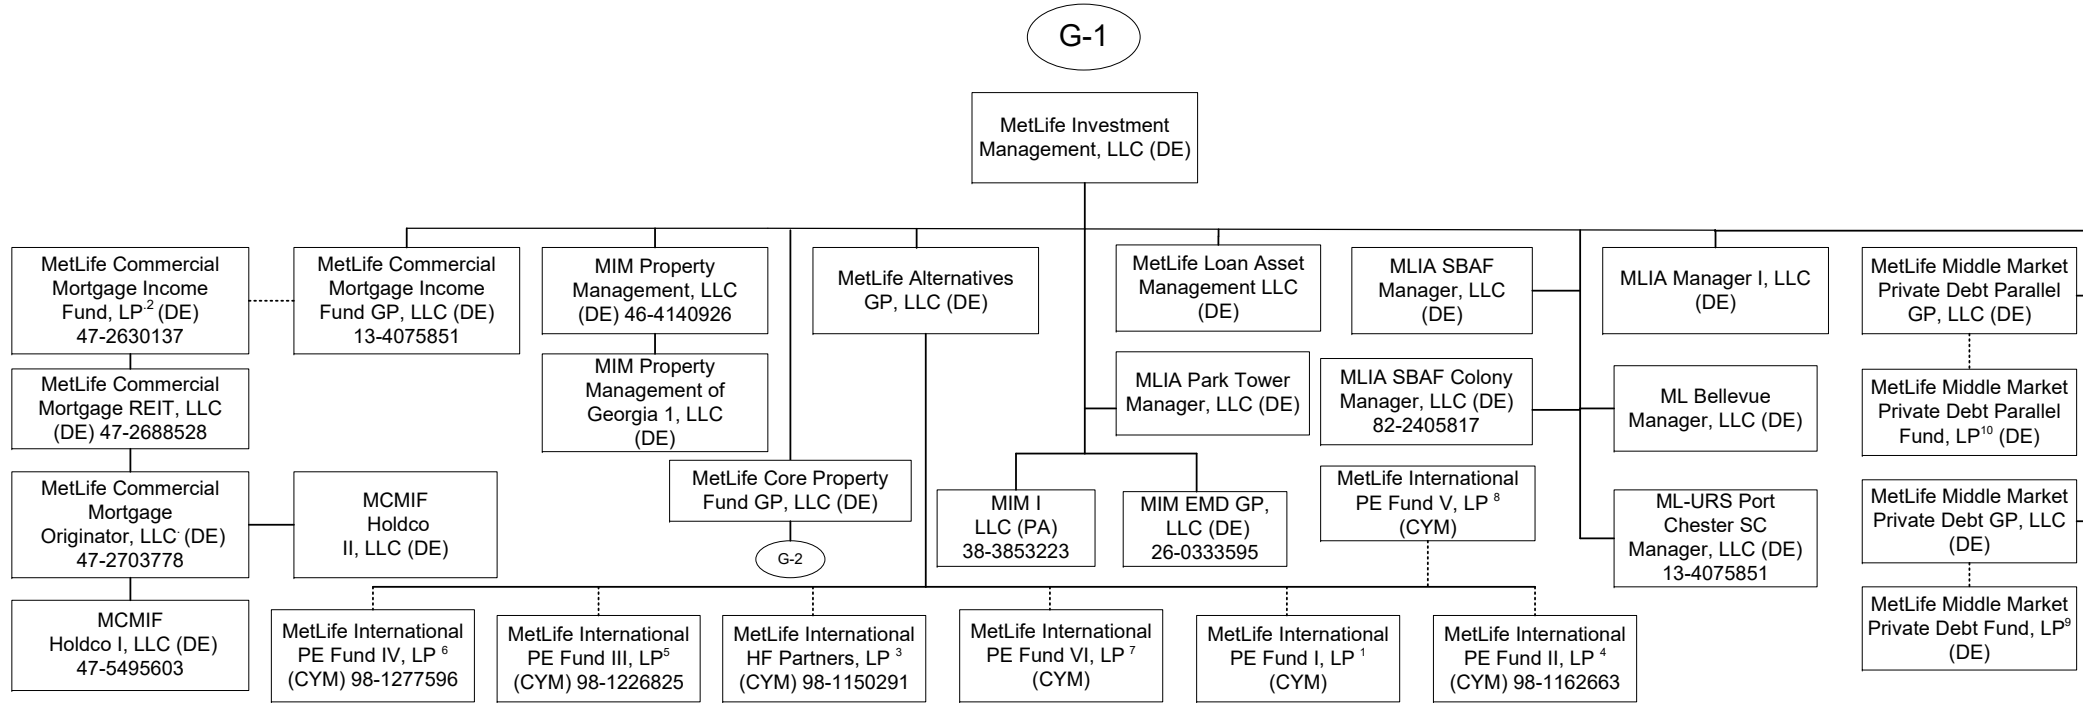 G-1
MetLife Investment
Management, LLC (DE)
MetLife Commercial
Mortgage Income
Fund, LP.2 (DE)
47-2630137
MetLife Commercial
Mortgage Income
Fund GP, LLC (DE)
13-4075851
MIM Property
Management, LLC
(DE) 46-4140926
MetLife Alternatives
GP, LLC (DE)
MetLife Loan Asset
Management LLC
(DE)
MLIA SBAF
Manager, LLC
(DE)
MLIA Manager I, LLC
(DE)
MetLife Middle Market
Private Debt Parallel
GP, LLC (DE)
MetLife Commercial
Mortgage REIT, LLC
(DE) 47-2688528
MIM Property
Management of
Georgia 1, LLC
(DE)
MLIA Park Tower
Manager, LLC (DE)
MLIA SBAF Colony
Manager, LLC (DE)
82-2405817
ML Bellevue
Manager, LLC (DE)
MetLife Middle Market
Private Debt Parallel
Fund, LP10 (DE)
MetLife Commercial
Mortgage
Originator, LLC. (DE)
47-2703778
MCMIF
Holdco
II, LLC (DE)
MetLife Core Property
Fund GP, LLC (DE)
G-2
MIM I
LLC (PA)
38-3853223
MIM EMD GP,
LLC (DE)
26-0333595
MetLife International
PE Fund V, LP 8
(CYM)
ML-URS Port
Chester SC
Manager, LLC (DE)
13-4075851
MetLife Middle Market
Private Debt GP, LLC
(DE)
MCMIF
Holdco I, LLC (DE)
47-5495603
MetLife International
PE Fund IV, LP 6
(CYM) 98-1277596
MetLife International
PE Fund III, LP5
(CYM) 98-1226825
MetLife International
HF Partners, LP 3
(CYM) 98-1150291
MetLife International
PE Fund VI, LP 7
(CYM)
MetLife International
PE Fund I, LP 1
(CYM)
MetLife International
PE Fund II, LP 4
(CYM) 98-1162663
MetLife Middle Market
Private Debt Fund, LP9
(DE)